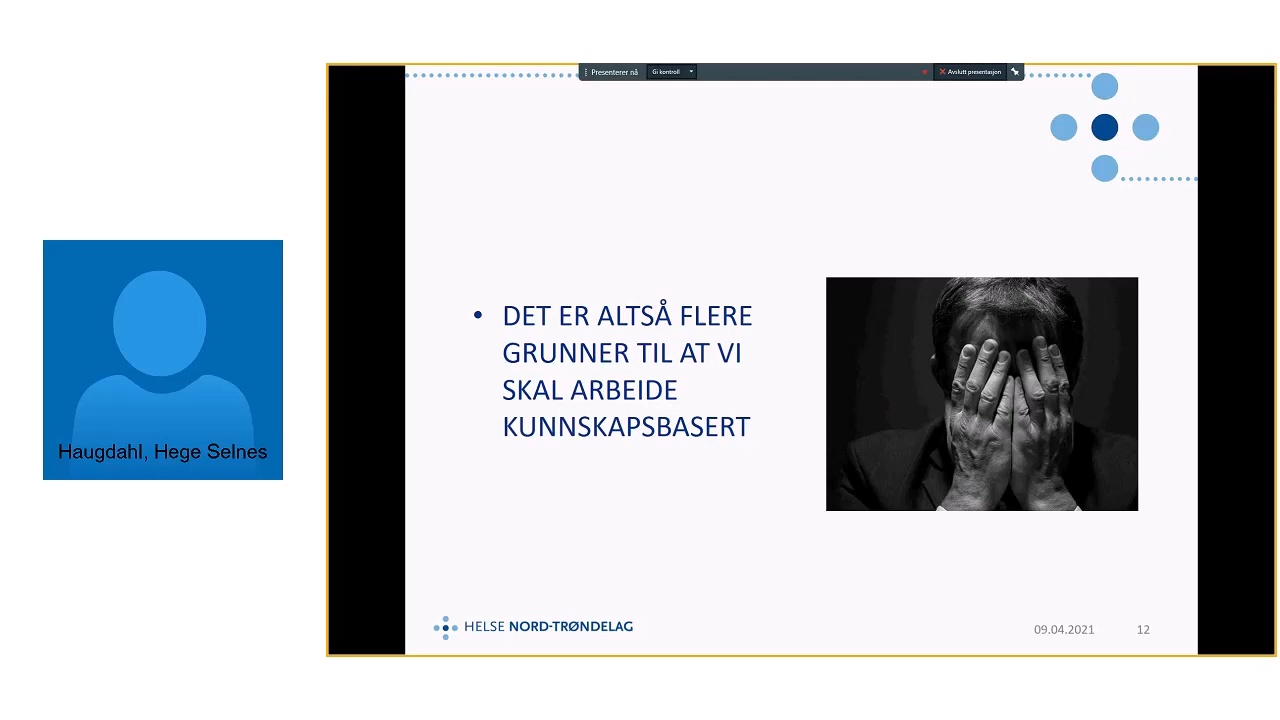 Presenterer nå
Gi kontroll
Avslutt presentasjon
Haugdahl, Hege Selnes
• DET ER ALTSÅ FLERE
GRUNNER TIL AT VI
SKAL ARBEIDE
KUNNSKAPSBASERT
HELSE NORD-TRØNDELAG
09.04.2021
12